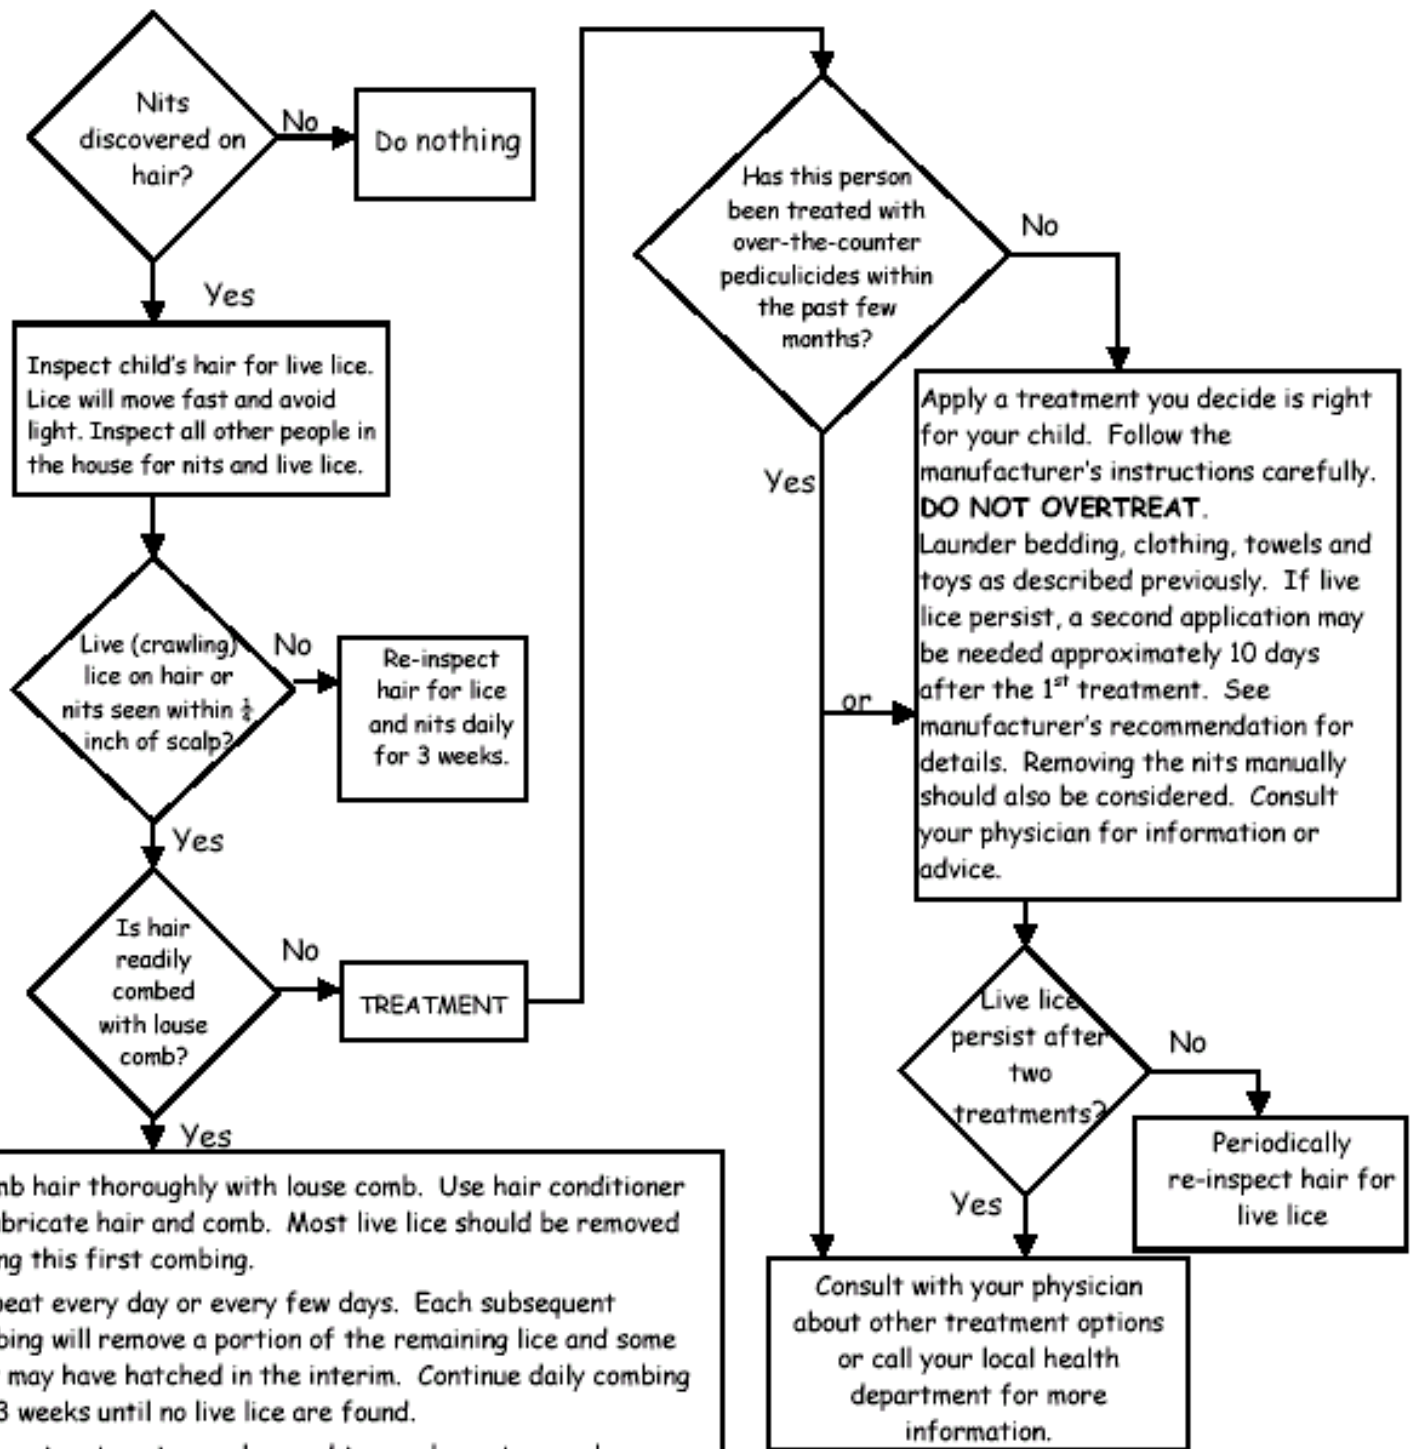 Nits
discovered on
hair?
No
Do nothing
Yes
Inspect child's hair for live lice.
Lice will move fast and avoid
light. Inspect all other people in
the house for nits and live lice.
Live (crawling)
lice on hair or
nits seen within ½
inch of scalp?
No
Re-inspect
hair for lice
and nits daily
for 3 weeks.
Yes
Is hair
readily
combed
with louse
comb?
No
TREATMENT
Yes
hair thoroughly with louse comb. Use hair conditioner
hair and comb. Most live lice should be removed
this first combing.
every day or every few days. Each subsequent
will remove a portion of the remaining lice and some
may have hatched in the interim. Continue daily combing
3 weeks until no live lice are found.
Has this person
been treated with
over-the-counter
pediculicides within
the past few
months?
No
Yes
or
Apply a treatment you decide is right
for your child. Follow the
manufacturer's instructions carefully.
DO NOT OVERTREAT.
Launder bedding, clothing, towels and
toys as described previously. If live
lice persist, a second application may
be needed approximately 10 days
after the 1st treatment. See
manufacturer's recommendation for
details. Removing the nits manually
should also be considered. Consult
your physician for information or
advice.
Live lice
persist after
two
treatments?
No
Periodically
re-inspect hair for
live lice
Yes
Consult with your physician
about other treatment options
or call your local health
department for more
information.